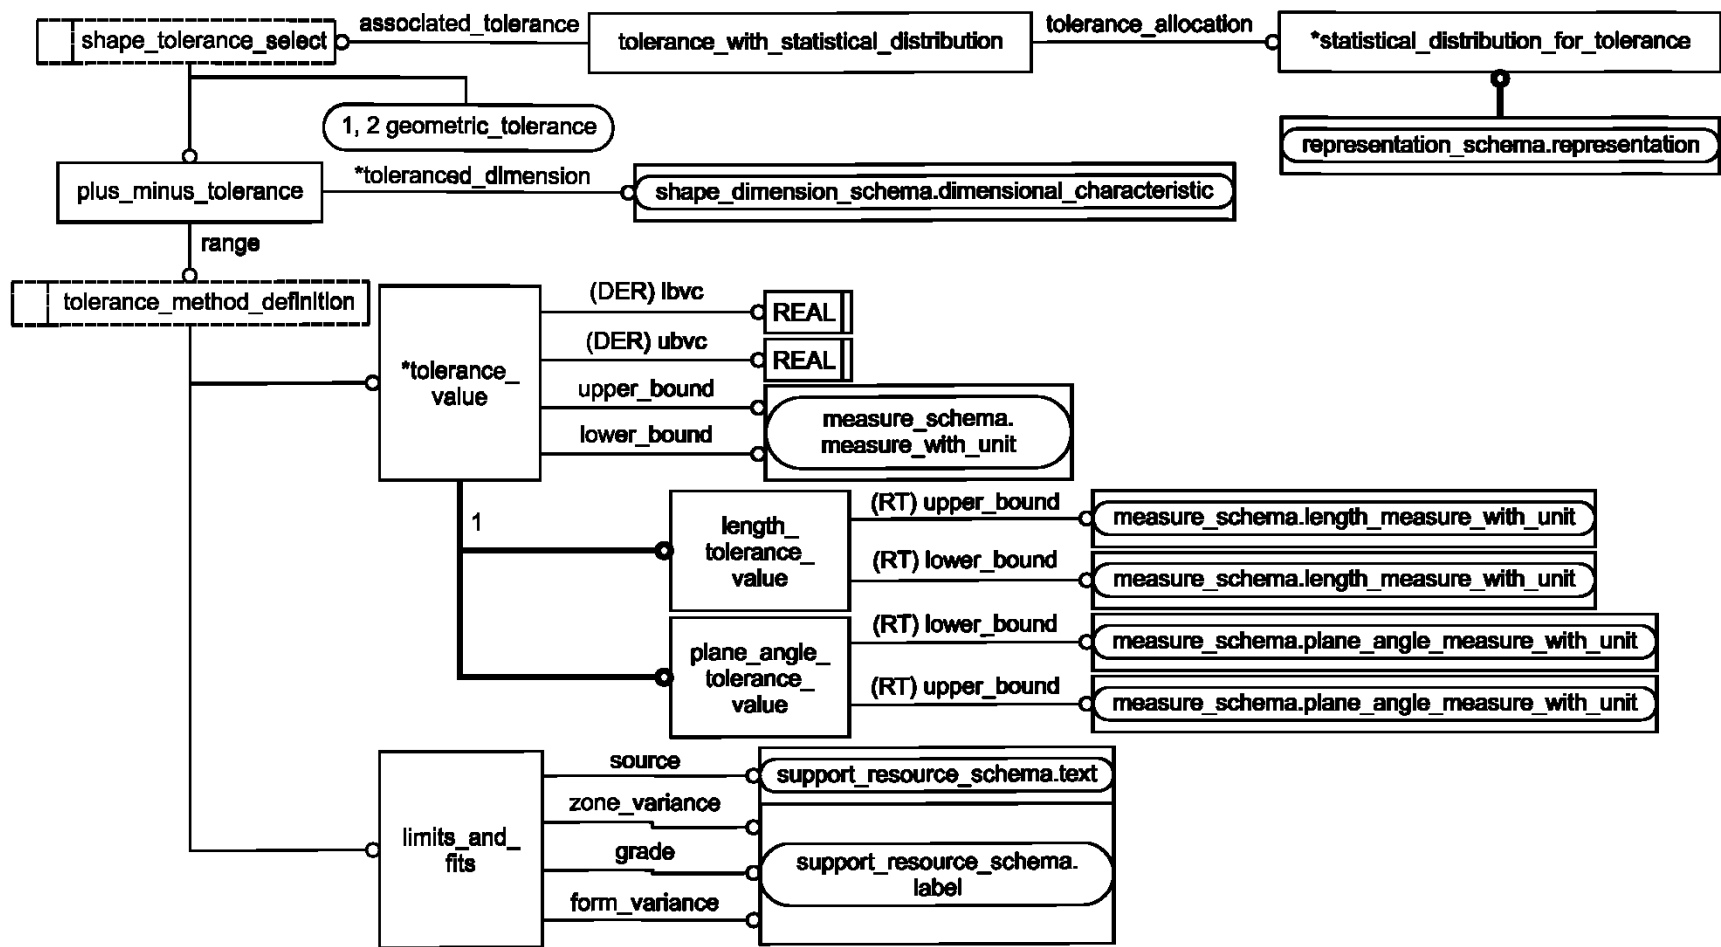 shape_tolerance_select
associated_tolerance
tolerance_with_statistical_distribution
tolerance_allocation
*statistical_distribution_for_tolerance
1, 2 geometric_tolerance
representation_schema.representation
plus_minus_tolerance
*toleranced_dimension
shape_dimension_schema.dimensional_characteristic
range
tolerance_method_definition
*tolerance_
value
(DER) lbvc
REAL
(DER) ubvc
REAL
upper_bound
lower_bound
measure_schema.
measure_with_unit
1
length_
tolerance_
value
(RT) upper_bound
measure_schema.length_measure_with_unit
(RT) lower_bound
measure_schema.length_measure_with_unit
plane_angle_
tolerance_
value
(RT) lower_bound
measure_schema.plane_angle_measure_with_unit
(RT) upper_bound
measure_schema.plane_angle_measure_with_unit
limits_and_
fits
source
support_resource_schema.text
zone_variance
grade
form_variance
support_resource_schema.
label